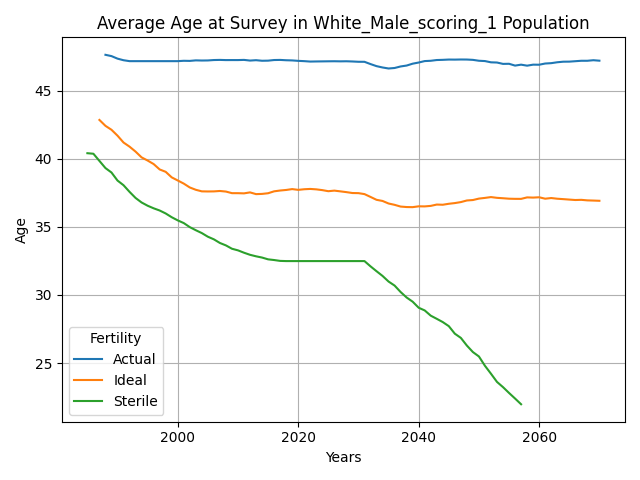 Average Age at Survey in White_Male_scoring_1 Population
Age
45
40
35
30
25
Fertility
Actual
Ideal
Sterile
2000 2020 2040 2060
Years